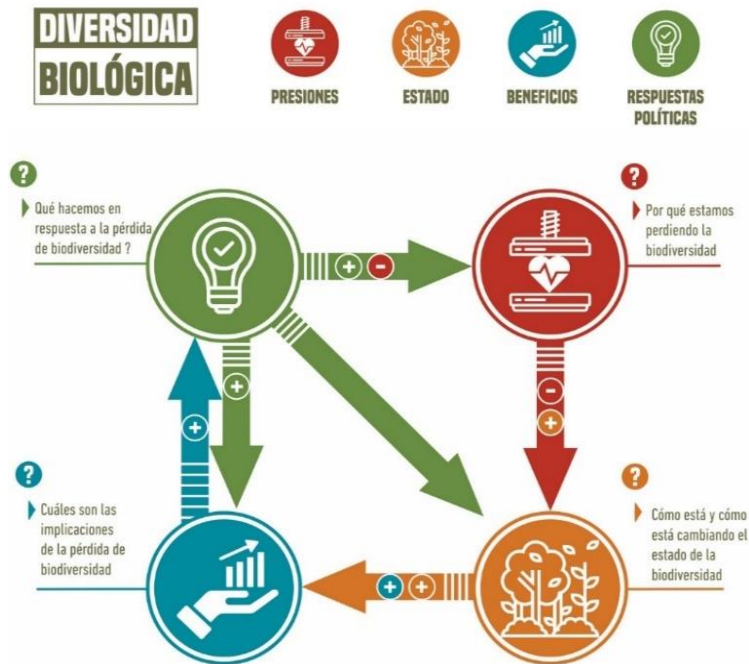 DIVERSIDAD
BIOLÓGICA
PRESIONES
ESTADO
BENEFICIOS
RESPUESTAS
POLÍTICAS
?
Qué hacemos en
respuesta a la pérdida
de biodiversidad ?
?
Por qué estamos
perdiendo la
biodiversidad
+ -
+
+
-
+
?
Cuáles son las
implicaciones
de la pérdida de
biodiversidad
?
Cómo está y cómo
está cambiando el
estado de la
biodiversidad
+ +